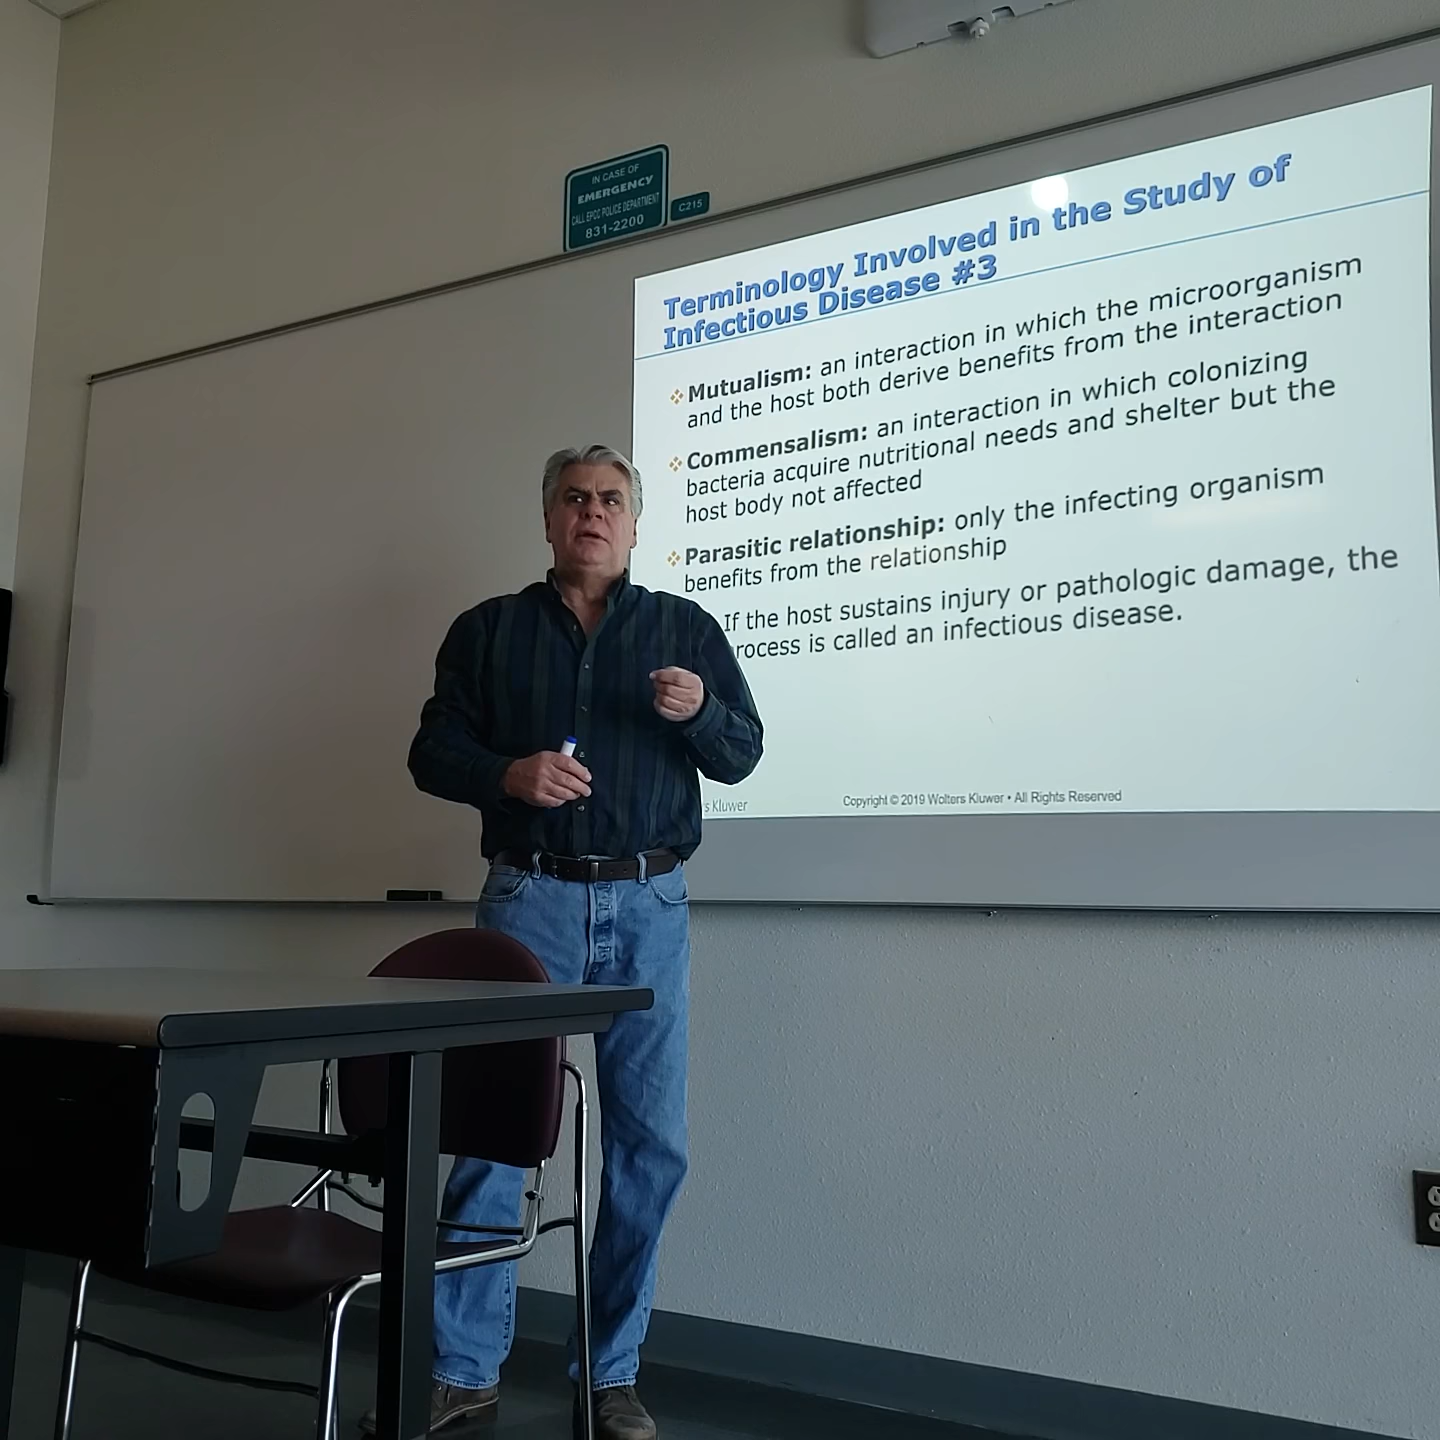 IN CASE OF
EMERGENCY
CALL EPCC POLICE DEPARTMENT
831-2200
C215
Terminology Involved in the Study of
Infectious Disease #3
Mutualism: an interaction in which the microorganism
and the host both derive benefits from the interaction
Commensalism: an interaction in which colonizing
bacteria acquire nutritional needs and shelter but the
host body not affected
Parasitic relationship: only the infecting organism
benefits from the relationship
If the host sustains injury or pathologic damage, the
rocess is called an infectious disease.
s Kluwer
Copyright © 2019 Wolters Kluwer • All Rights Reserved